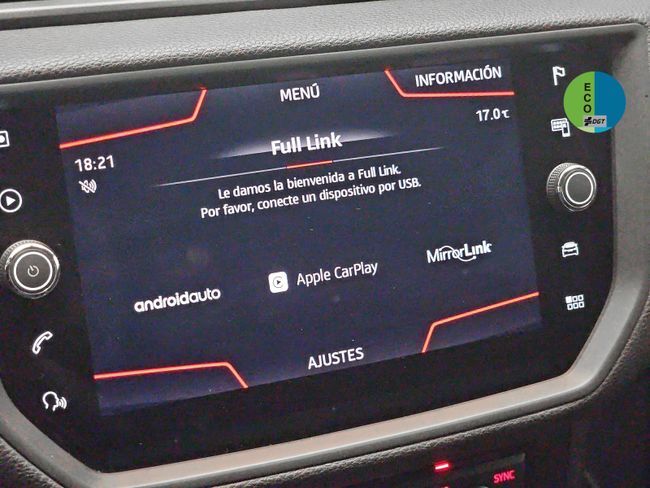 MENÚ
INFORMACIÓN
18:21
17.0°C
Full Link
Le damos la bienvenida a Full Link.
Por favor, conecte un dispositivo por USB.
androidauto
Apple CarPlay
MirrorLink
AJUSTES
SYNC
ECO
DGT